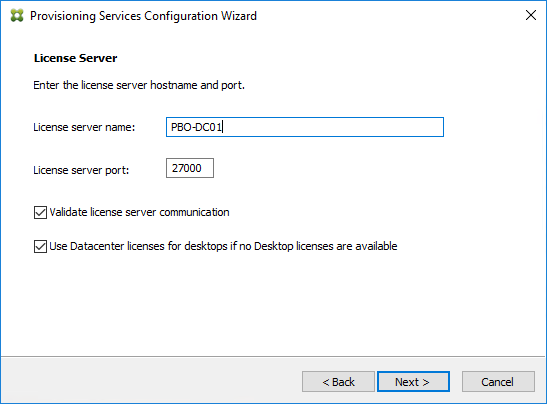 Provisioning Services Configuration Wizard
License Server
Enter the license server hostname and port.
License server name: PBO-DC01
License server port: 27000
Validate license server communication
Use Datacenter licenses for desktops if no Desktop licenses are available
< Back Next > Cancel